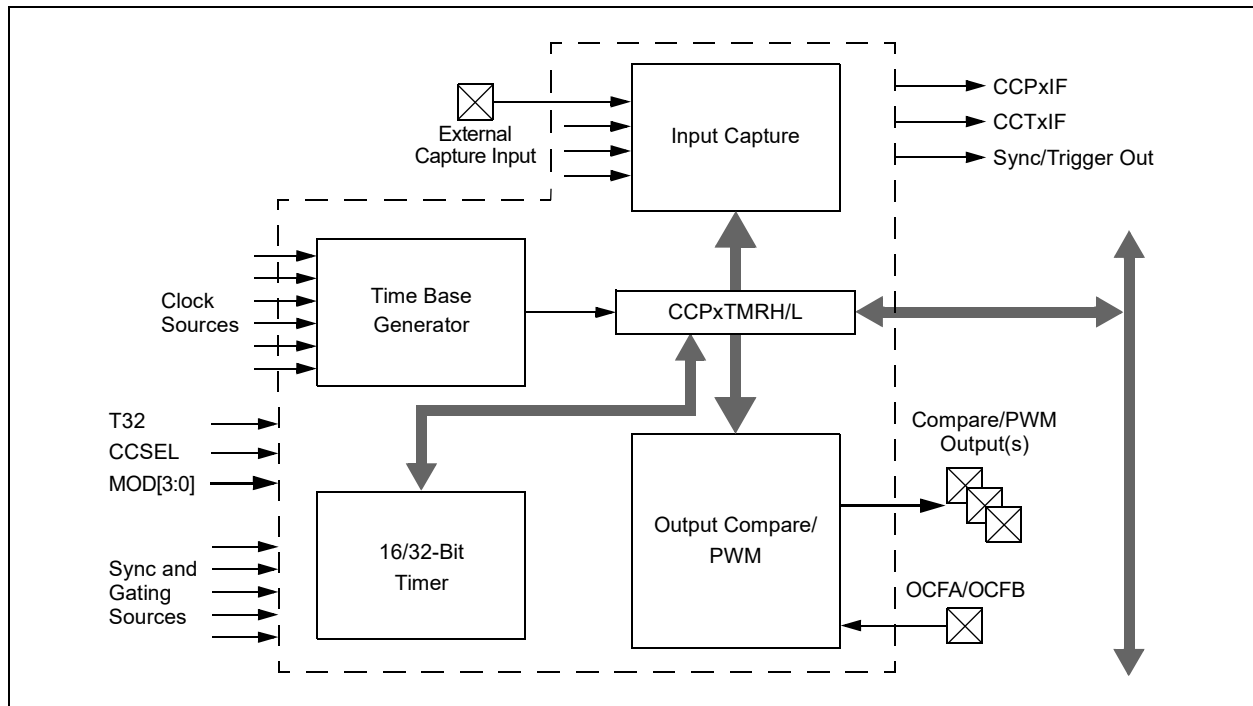 External
Capture Input
Input Capture
CCPxIF
CCTxIF
Sync/Trigger Out
Clock
Sources
Time Base
Generator
CCPxTMRH/L
T32
CCSEL
MOD[3:0]
Sync and
Gating
Sources
16/32-Bit
Timer
Output Compare/
PWM
Compare/PWM
Output(s)
OCFA/OCFB